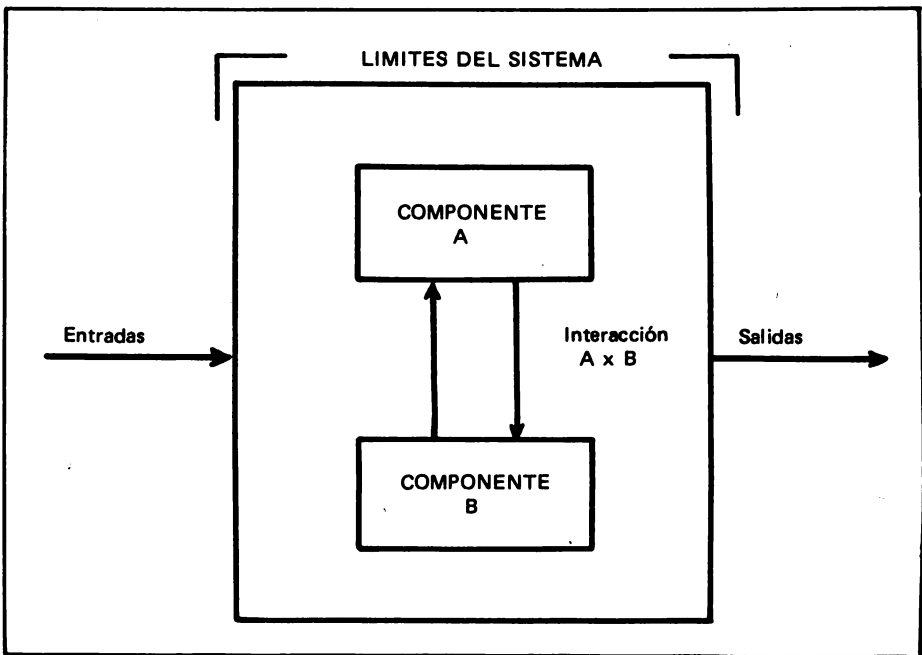 LIMITES DEL SISTEMA
COMPONENTE
A
Entradas
Interacción
A x B
Salidas
COMPONENTE
B